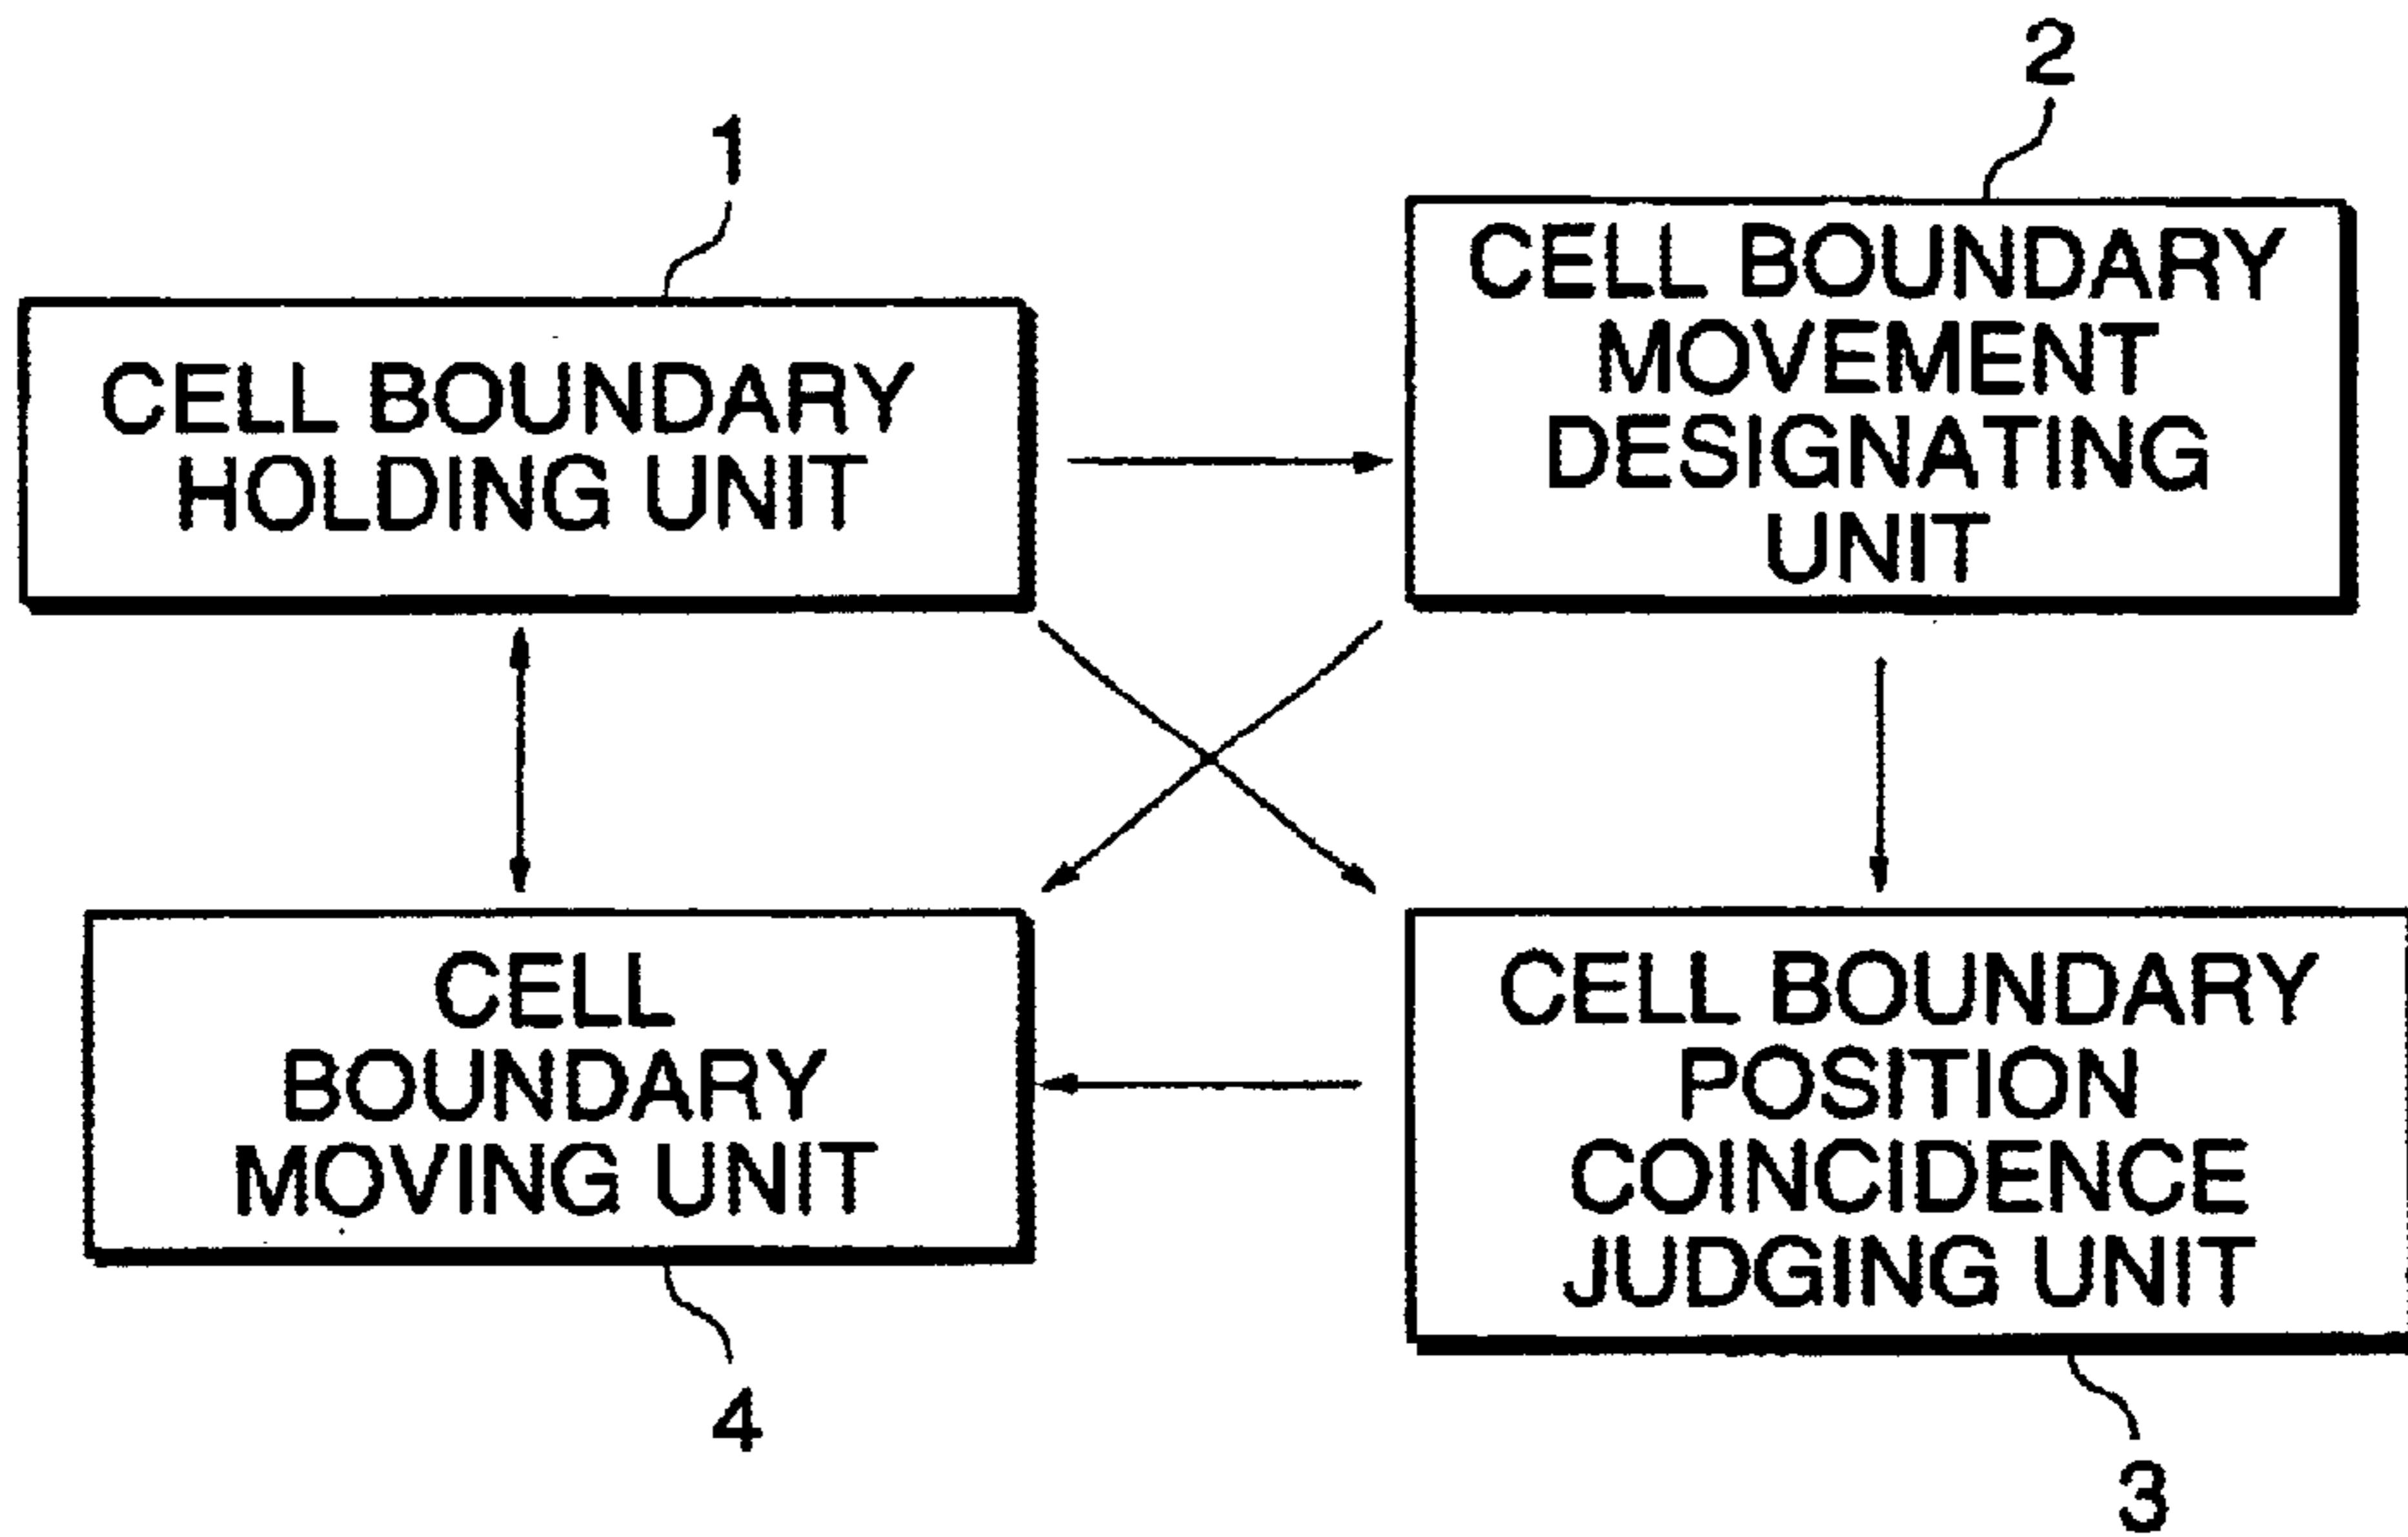 1
CELL BOUNDARY
HOLDING UNIT
2
CELL BOUNDARY
MOVEMENT
DESIGNATING
UNIT
CELL
BOUNDARY
MOVING UNIT
4
CELL BOUNDARY
POSITION
COINCIDENCE
JUDGING UNIT
3